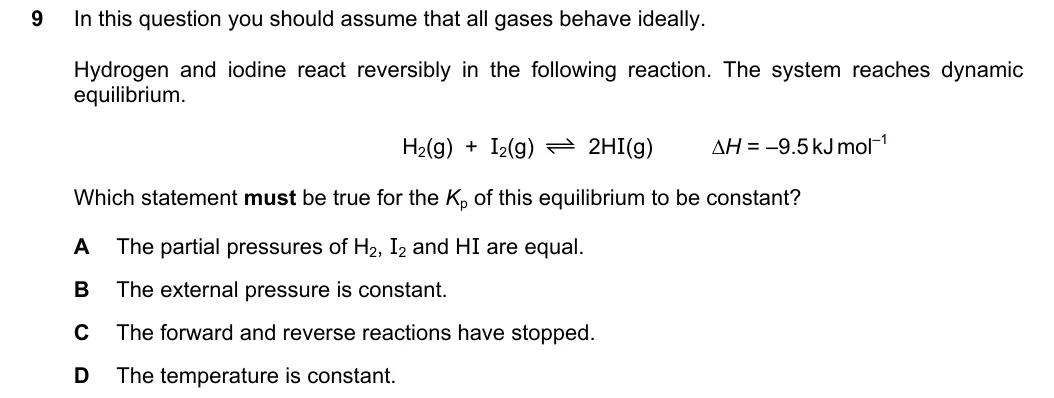 9 In this question you should assume that all gases behave ideally.
Hydrogen and iodine react reversibly in the following reaction. The system reaches dynamic
equilibrium.
H₂(g) + I₂(g) ⇌ 2HI(g) ΔH = –9.5 kJ mol⁻¹
Which statement must be true for the Kₚ of this equilibrium to be constant?
A The partial pressures of H₂, I₂ and HI are equal.
B The external pressure is constant.
C The forward and reverse reactions have stopped.
D The temperature is constant.